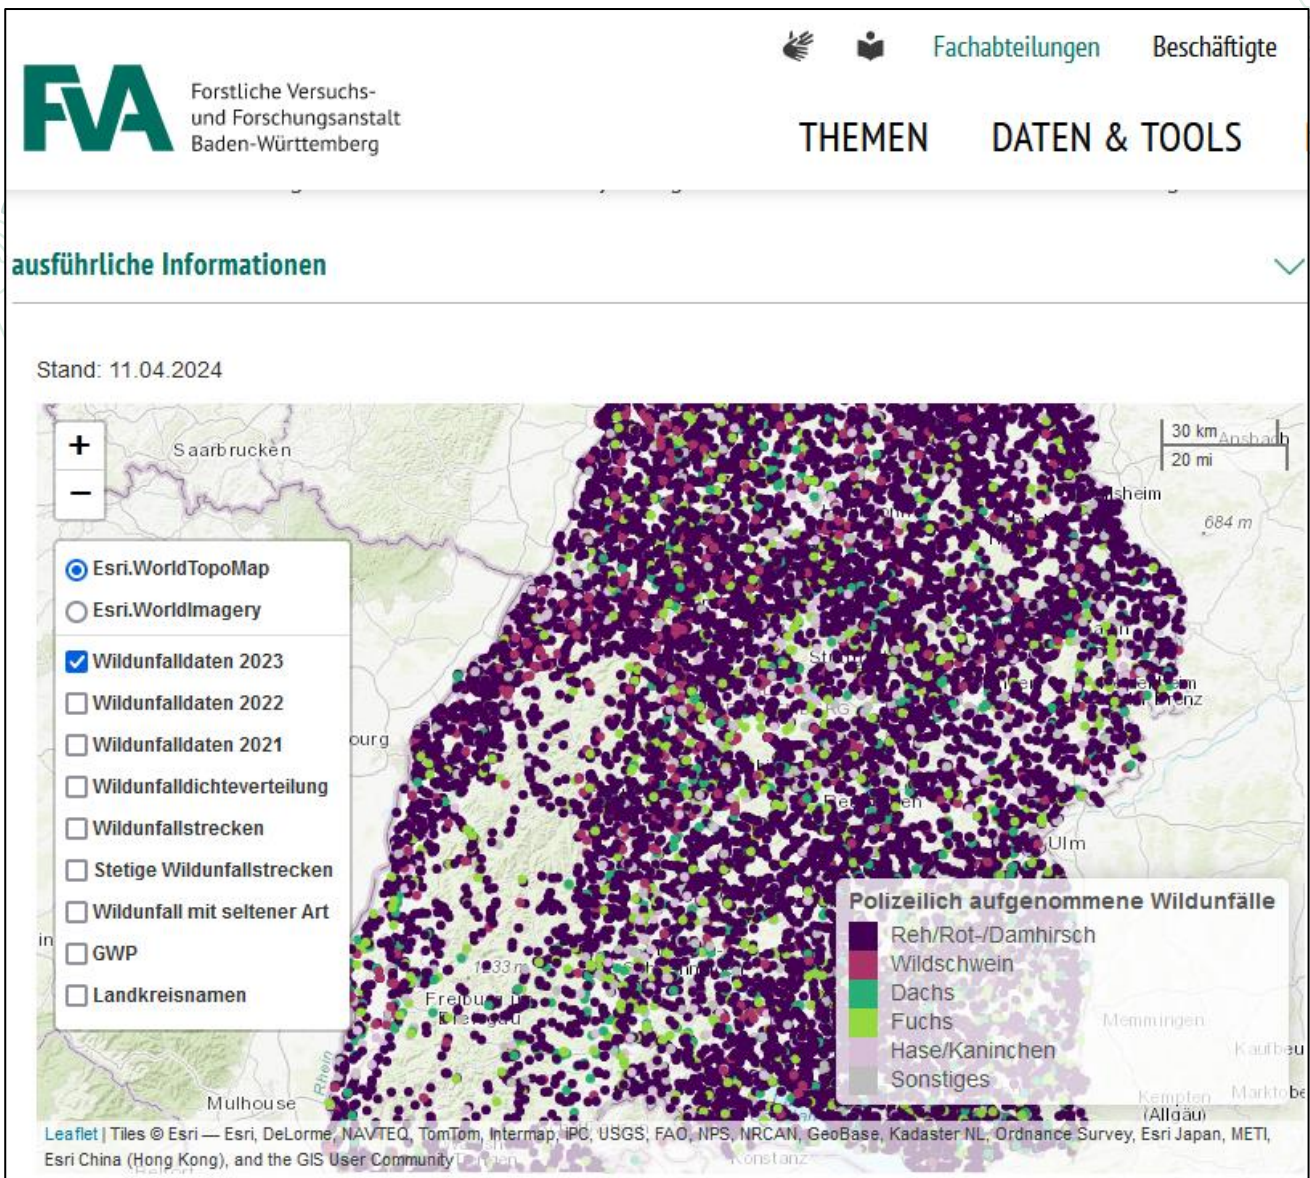 Fachabteilungen Beschäftigte
FVA
Forstliche Versuchs-
und Forschungsanstalt
Baden-Württemberg
THEMEN DATEN & TOOLS
ausführliche Informationen
Stand: 11.04.2024
+
−
Saarbrucken
30 km
20 mi
Ansbach
684 m
Esri.WorldTopoMap
Esri.WorldImagery
Wildunfalldaten 2023
Wildunfalldaten 2022
Wildunfalldaten 2021
Wildunfalldichteverteilung
Wildunfallstrecken
Stetige Wildunfallstrecken
Wildunfall mit seltener Art
GWP
Landkreisnamen
Ulm
Polizeilich aufgenommene Wildunfälle
Reh/Rot-/Damhirsch
Wildschwein
Dachs
Fuchs
Hase/Kaninchen
Sonstiges
Memmingen
Kempten
(Allgäu)
Rhein
Mulhouse
Konstanz
Leaflet | Tiles © Esri — Esri, DeLorme, NAVTEQ, TomTom, Intermap, iPC, USGS, FAO, NPS, NRCAN, GeoBase, Kadaster NL, Ordnance Survey, Esri Japan, METI,
Esri China (Hong Kong), and the GIS User Community